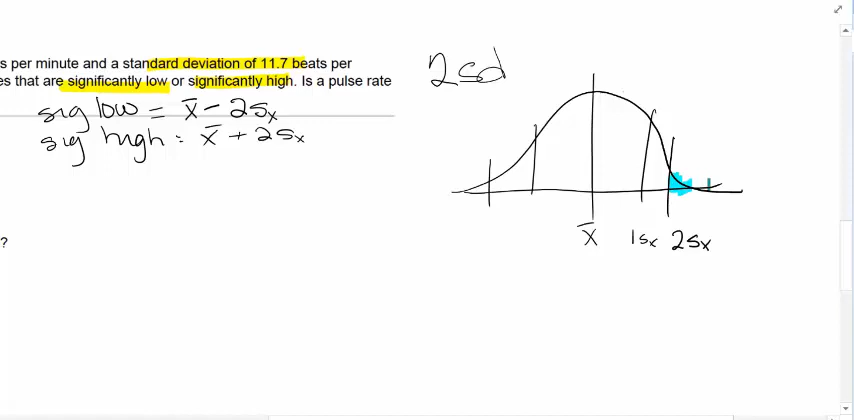 s per minute and a standard deviation of 11.7 beats per
es that are significantly low or significantly high. Is a pulse rate
sig low = x̄ - 2sx
sig high = x̄ + 2sx
?
2sd
x̄ 1sx 2sx